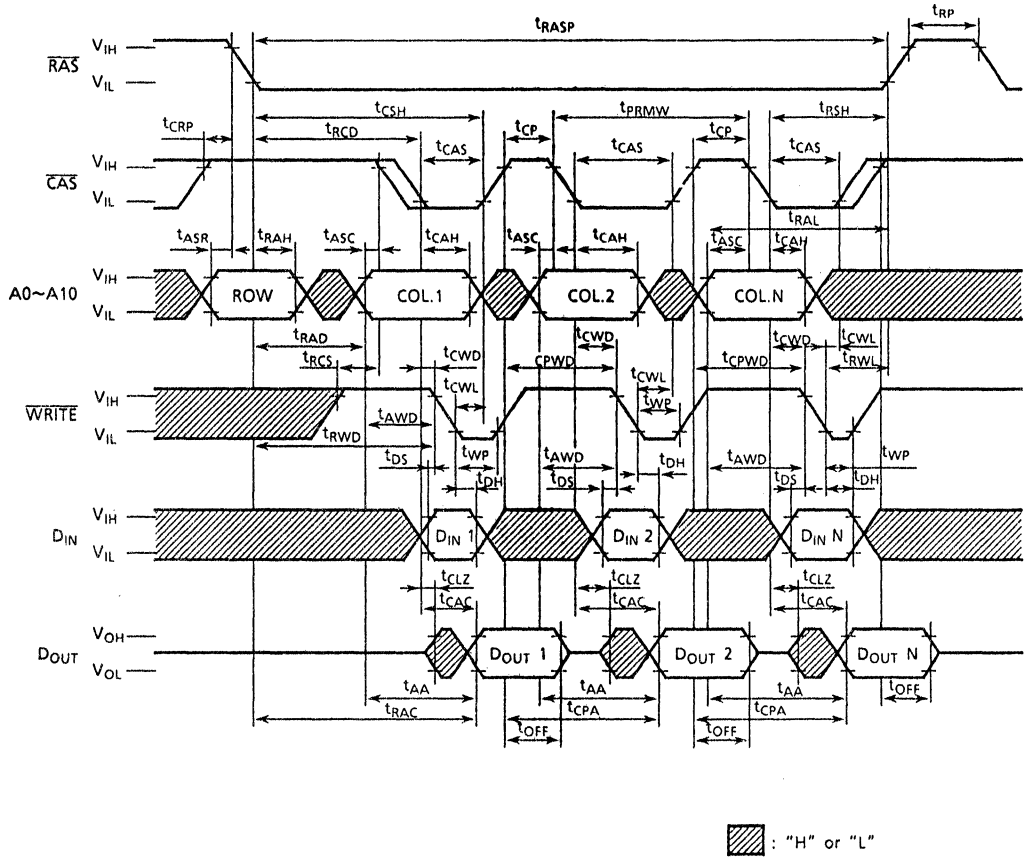 tRASP tRP
RAS VIH
VIL
tCSH tPRMW tRSH
tCRP tRCD tCP tCP
CAS VIH tCAS tCAS tCAS
VIL
tRAL
tASR tRAH tASC tCAH tASC tCAH tASC tCAH
A0~A10 VIH
VIL
ROW COL.1 COL.2 COL.N
tRAD tCWD tCWD tCWD tCWL
tRCS tCWL CPWD tCWL tCPWD tRWL
WRITE VIH
VIL
tWP
tAWD
tRWD
tDS tWP tAWD tDH tAWD tWP
tDH tDS tDS tDH
DIN VIH
VIL
DIN 1 DIN 2 DIN N
tCLZ tCLZ tCLZ
tCAC tCAC tCAC
DOUT VOH
VOL
DOUT 1 DOUT 2 DOUT N
tAA tAA tAA tOFF
tRAC tCPA tCPA
tOFF tOFF
: "H" or "L"